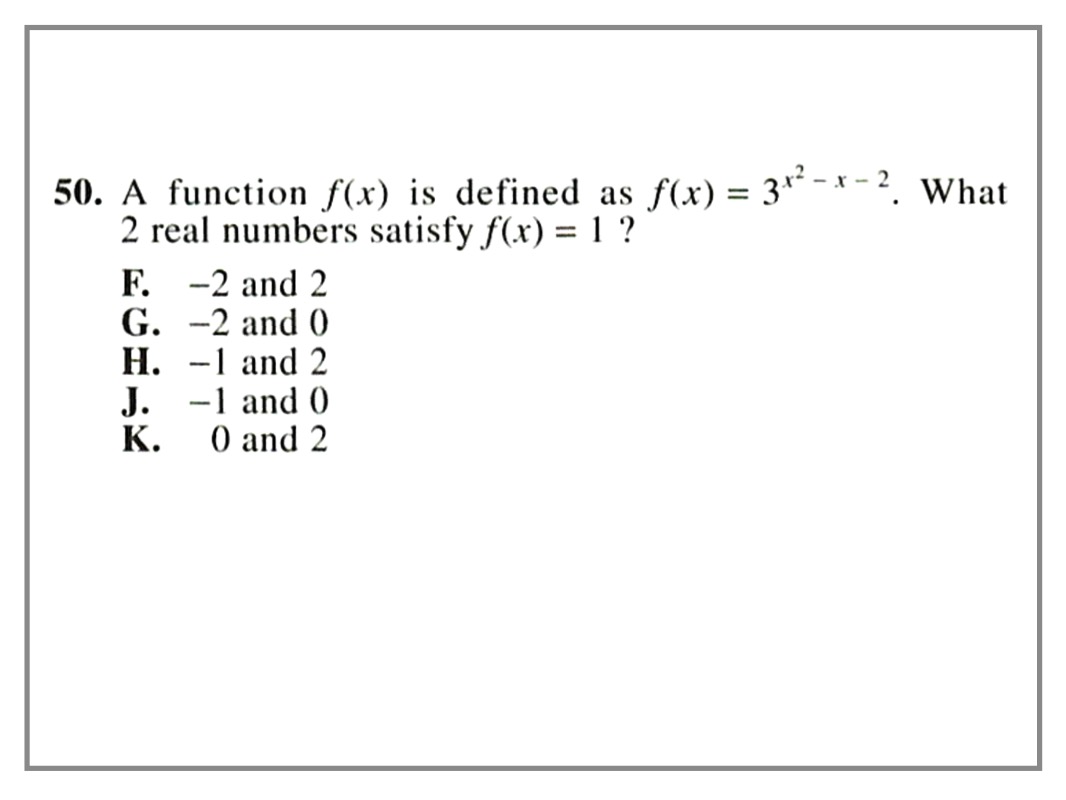 50. A function f(x) is defined as f(x) = 3^{x^2 – x – 2}. What
2 real numbers satisfy f(x) = 1 ?
F. –2 and 2
G. –2 and 0
H. –1 and 2
J. –1 and 0
K. 0 and 2